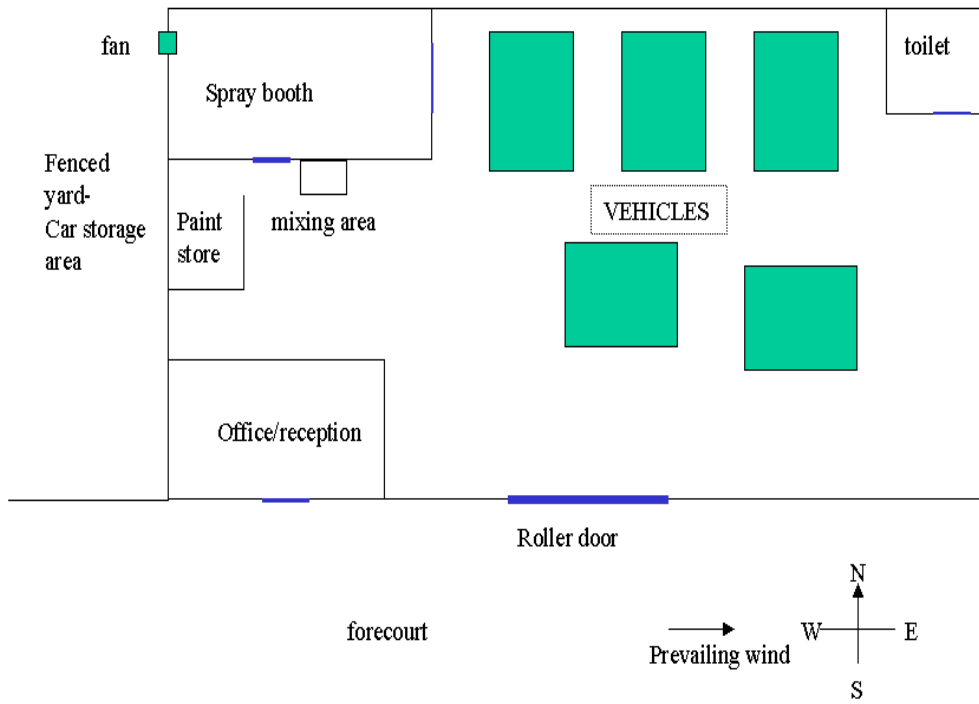 fan
Spray booth
toilet
Fenced
yard-
Car storage
area
Paint
store
mixing area
VEHICLES
Office/reception
Roller door
forecourt
Prevailing wind
N
W
E
S